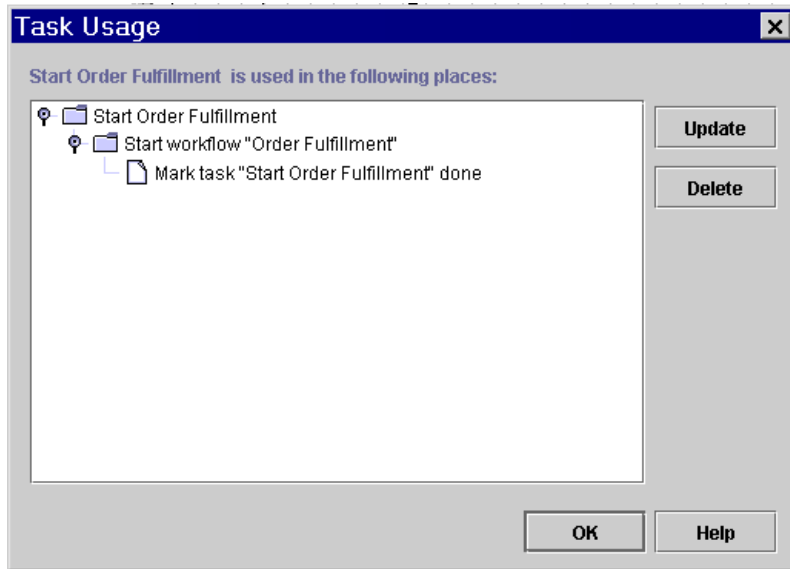 Task Usage
Start Order Fulfillment is used in the following places:
Start Order Fulfillment
Start workflow "Order Fulfillment"
Mark task "Start Order Fulfillment" done
Update
Delete
OK
Help